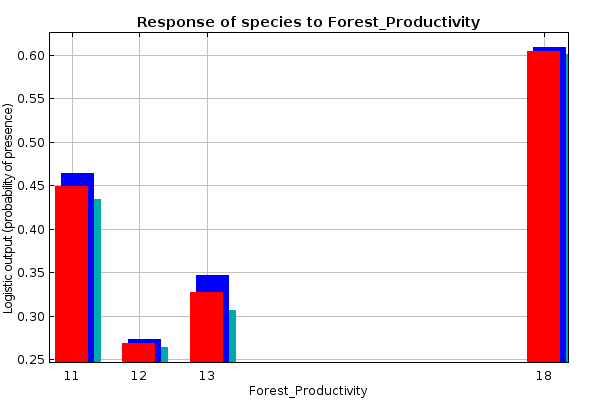 Response of species to Forest_Productivity
Logistic output (probability of presence)
0.60
0.55
0.50
0.45
0.40
0.35
0.30
0.25
11 12 13 18
Forest_Productivity